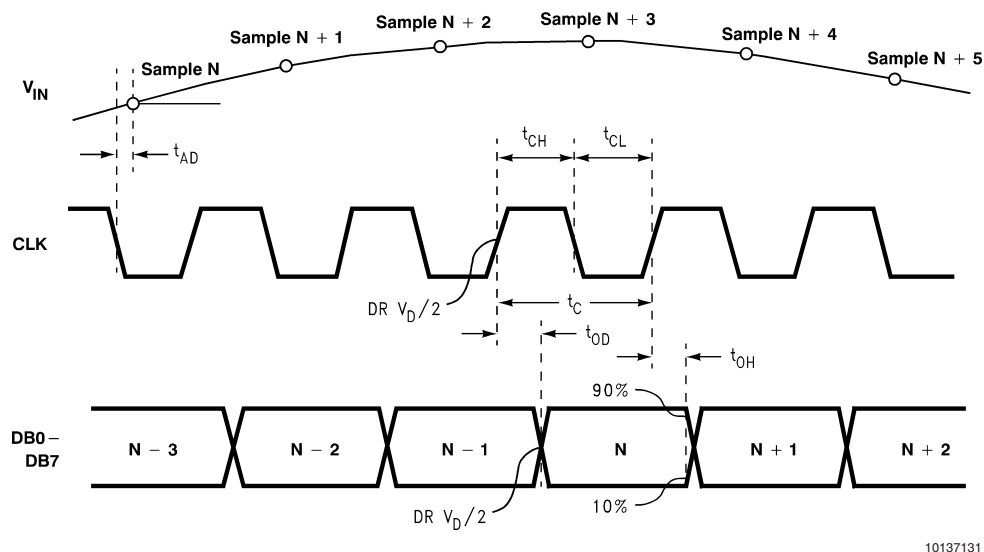 Sample N
Sample N + 1
Sample N + 2
Sample N + 3
Sample N + 4
Sample N + 5
VIN
tAD
tCH
tCL
CLK
DR VD/2
tC
tOD
tOH
90%
DB0–
DB7
N – 3
N – 2
N – 1
N
N + 1
N + 2
DR VD/2
10%
10137131